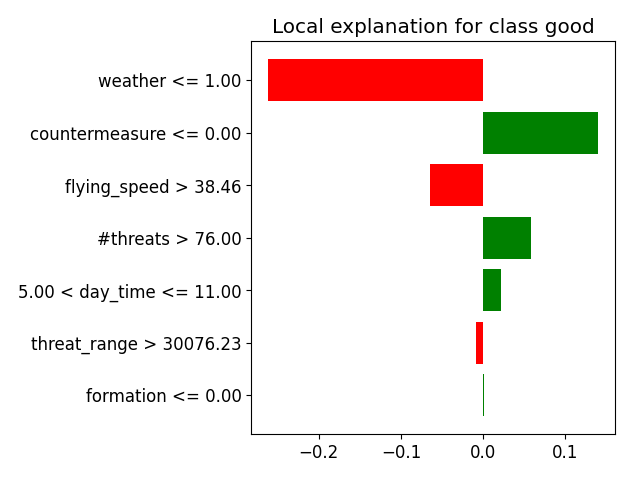 Local explanation for class good
weather <= 1.00
countermeasure <= 0.00
flying_speed > 38.46
#threats > 76.00
5.00 < day_time <= 11.00
threat_range > 30076.23
formation <= 0.00
−0.2 −0.1 0.0 0.1